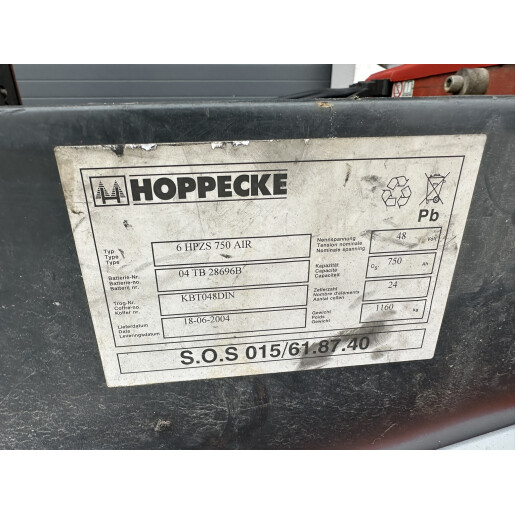 HOPPECKE
Pb
Typ
Type
Type
6 HPZS 750 AIR
Nennspannung
Tension nominale
Nominale spanning
48
Volt
Batterie-Nr.
Batterie-no.
Batterij nr.
04 TB 28696B
Kapazität
Capacité
Capaciteit
C5
750
Ah
Trog-Nr.
Coffre-no.
Koffer nr.
KBT048DIN
Zellenzahl
Nombre d'éléments
Aantal cellen
24
Lieferdatum
Date
Leveringsdatum
18-06-2004
Gewicht
Poids
Gewicht
1160
kg
S.O.S 015/61.87.40